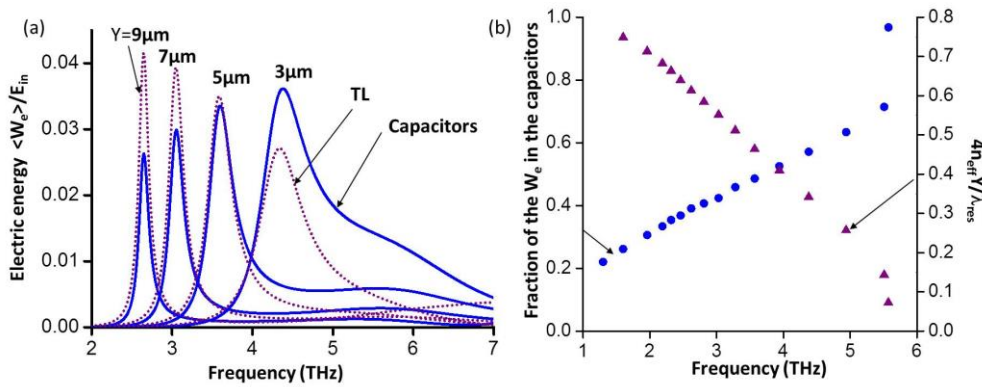 (a)
Y=9μm
7μm
5μm
3μm
TL
Capacitors
0.04
0.03
0.02
0.01
0.00
Electric energy <We>/Ein
2 3 4 5 6 7
Frequency (THz)
(b)
1.0
0.8
0.6
0.4
0.2
0.0
Fraction of the We in the capacitors
0.8
0.7
0.6
0.5
0.4
0.3
0.2
0.1
0.0
4neffY/λres
1 2 3 4 5 6
Frequency (THz)